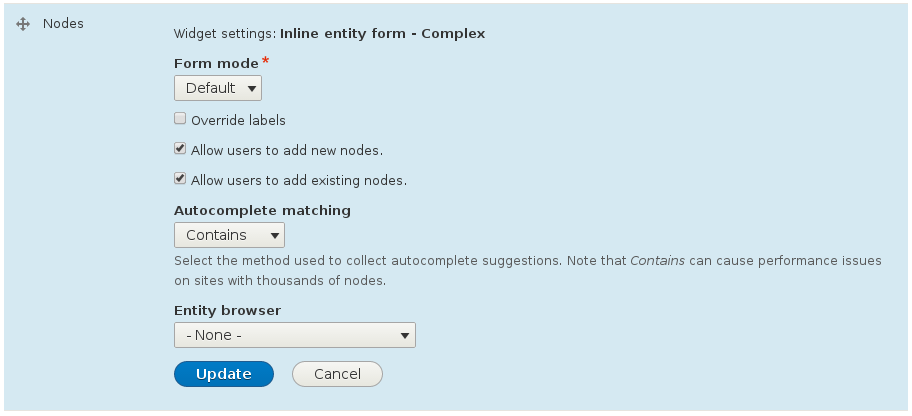 Nodes
Widget settings: Inline entity form - Complex
Form mode*
Default
Override labels
Allow users to add new nodes.
Allow users to add existing nodes.
Autocomplete matching
Contains
Select the method used to collect autocomplete suggestions. Note that Contains can cause performance issues
on sites with thousands of nodes.
Entity browser
- None -
Update Cancel